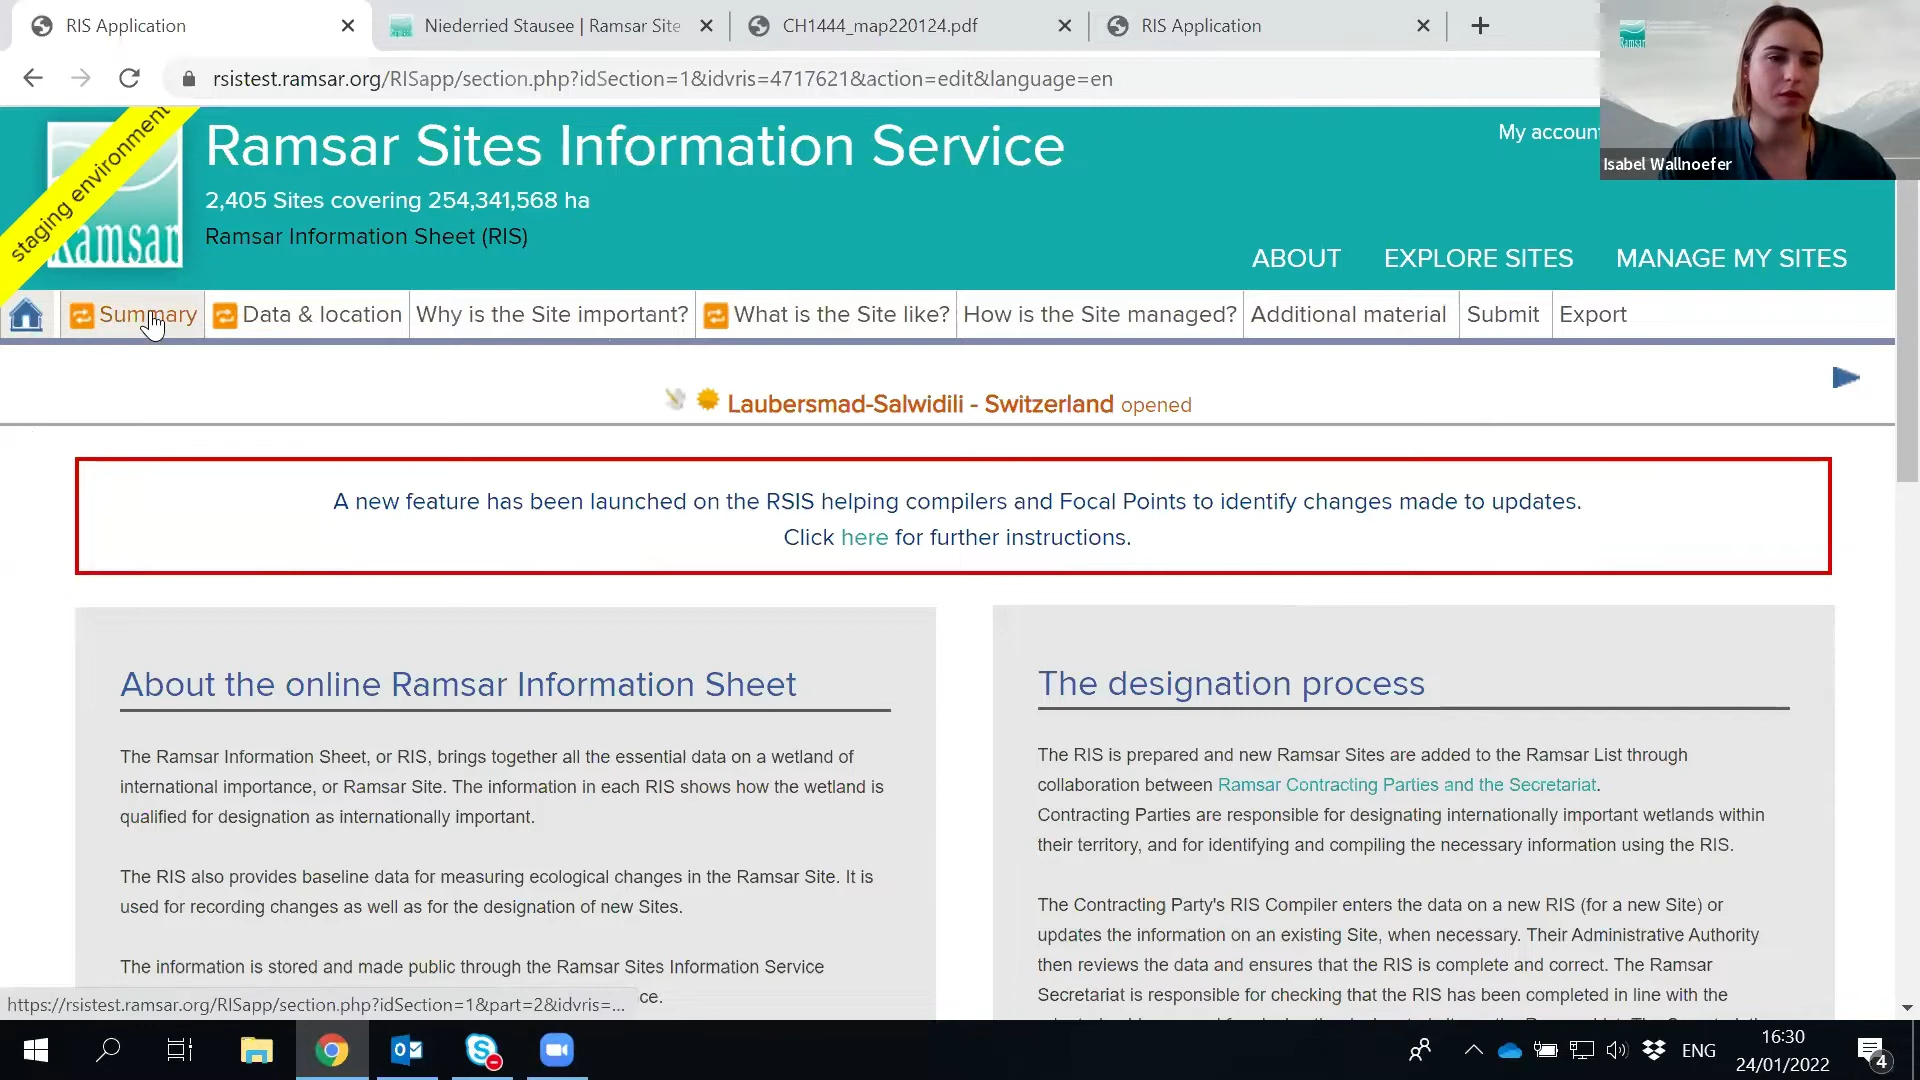 RIS Application
Niederried Stausee | Ramsar Site
CH1444_map220124.pdf
RIS Application
rsistest.ramsar.org/RISapp/section.php?idSection=1&idvris=4717621&action=edit&language=en
Ramsar
Isabel Wallnoefer
staging environment
Ramsar
Ramsar Sites Information Service
2,405 Sites covering 254,341,568 ha
Ramsar Information Sheet (RIS)
My account
ABOUT EXPLORE SITES MANAGE MY SITES
Summary Data & location Why is the Site important? What is the Site like? How is the Site managed? Additional material Submit Export
Laubersmad-Salwidili - Switzerland opened
A new feature has been launched on the RSIS helping compilers and Focal Points to identify changes made to updates.
Click here for further instructions.
About the online Ramsar Information Sheet
The Ramsar Information Sheet, or RIS, brings together all the essential data on a wetland of
international importance, or Ramsar Site. The information in each RIS shows how the wetland is
qualified for designation as internationally important.
The RIS also provides baseline data for measuring ecological changes in the Ramsar Site. It is
used for recording changes as well as for the designation of new Sites.
The information is stored and made public through the Ramsar Sites Information Service
ce.
The designation process
The RIS is prepared and new Ramsar Sites are added to the Ramsar List through
collaboration between Ramsar Contracting Parties and the Secretariat.
Contracting Parties are responsible for designating internationally important wetlands within
their territory, and for identifying and compiling the necessary information using the RIS.
The Contracting Party's RIS Compiler enters the data on a new RIS (for a new Site) or
updates the information on an existing Site, when necessary. Their Administrative Authority
then reviews the data and ensures that the RIS is complete and correct. The Ramsar
Secretariat is responsible for checking that the RIS has been completed in line with the
https://rsistest.ramsar.org/RISapp/section.php?idSection=1&part=2&idvris=...
ENG
16:30
24/01/2022
4